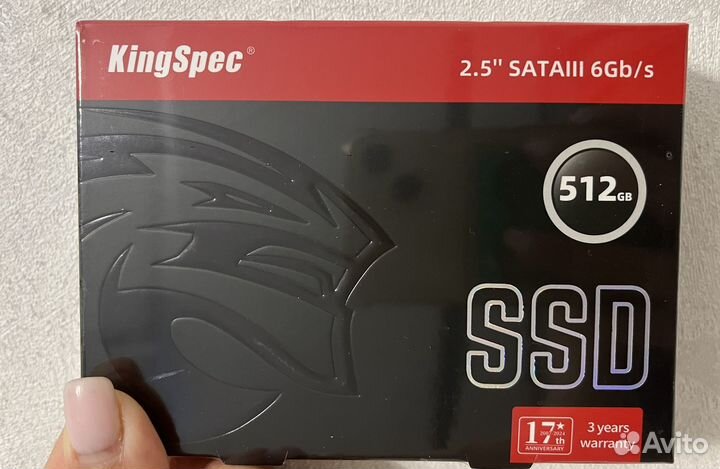 KingSpec®
2.5" SATAIII 6Gb/s
512GB
SSD
17th
ANNIVERSARY
3 years
warranty
Avito